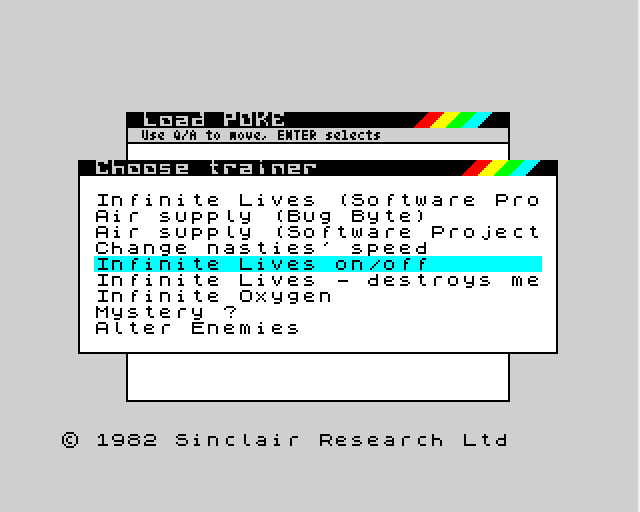 Load POKE
Use Q/A to move, ENTER selects
Choose trainer
Infinite Lives (Software Pro
Air supply (Bug Byte)
Air supply (Software Project
Change nasties' speed
Infinite Lives on/off
Infinite Lives - destroys me
Infinite Oxygen
Mystery ?
Alter Enemies
© 1982 Sinclair Research Ltd